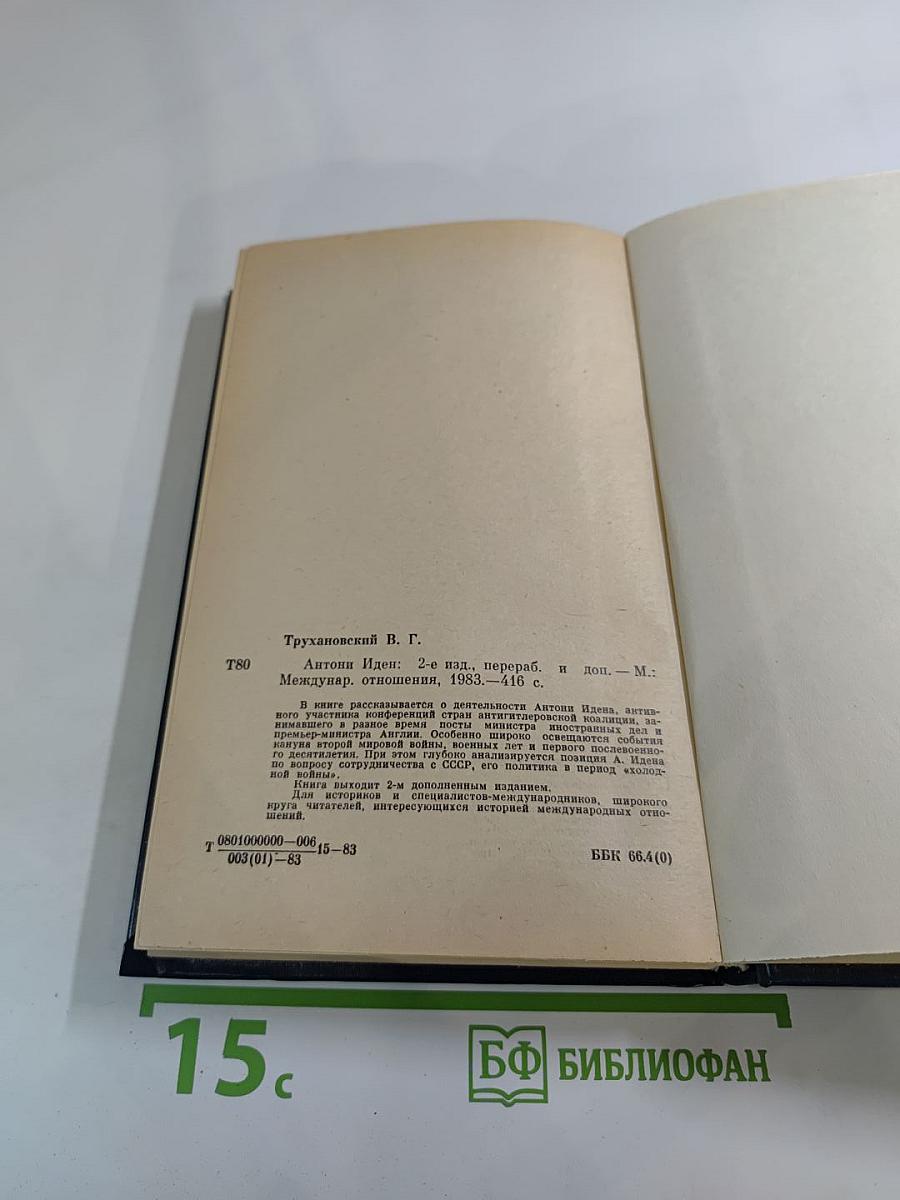 Трухановский В. Г.
Т80 Антони Иден: 2-е изд., перераб. и доп. — М.:
Междунар. отношения, 1983.—416 с.
В книге рассказывается о деятельности Антони Идена, актив-
ного участника конференций стран антигитлеровской коалиции, за-
нимавшего в разное время посты министра иностранных дел и
премьер-министра Англии. Особенно широко освещаются события
кануна второй мировой войны, военных лет и первого послевоенно-
го десятилетия. При этом глубоко анализируется позиция А. Идена
по вопросу сотрудничества с СССР, его политика в период «холод-
ной войны».
Книга выходит 2-м дополненным изданием.
Для историков и специалистов-международников, широкого
круга читателей, интересующихся историей международных отно-
шений.
Т 0801000000—006 15—83
003(01)—83
ББК 66.4(0)
15 с
БФ БИБЛИОФАН